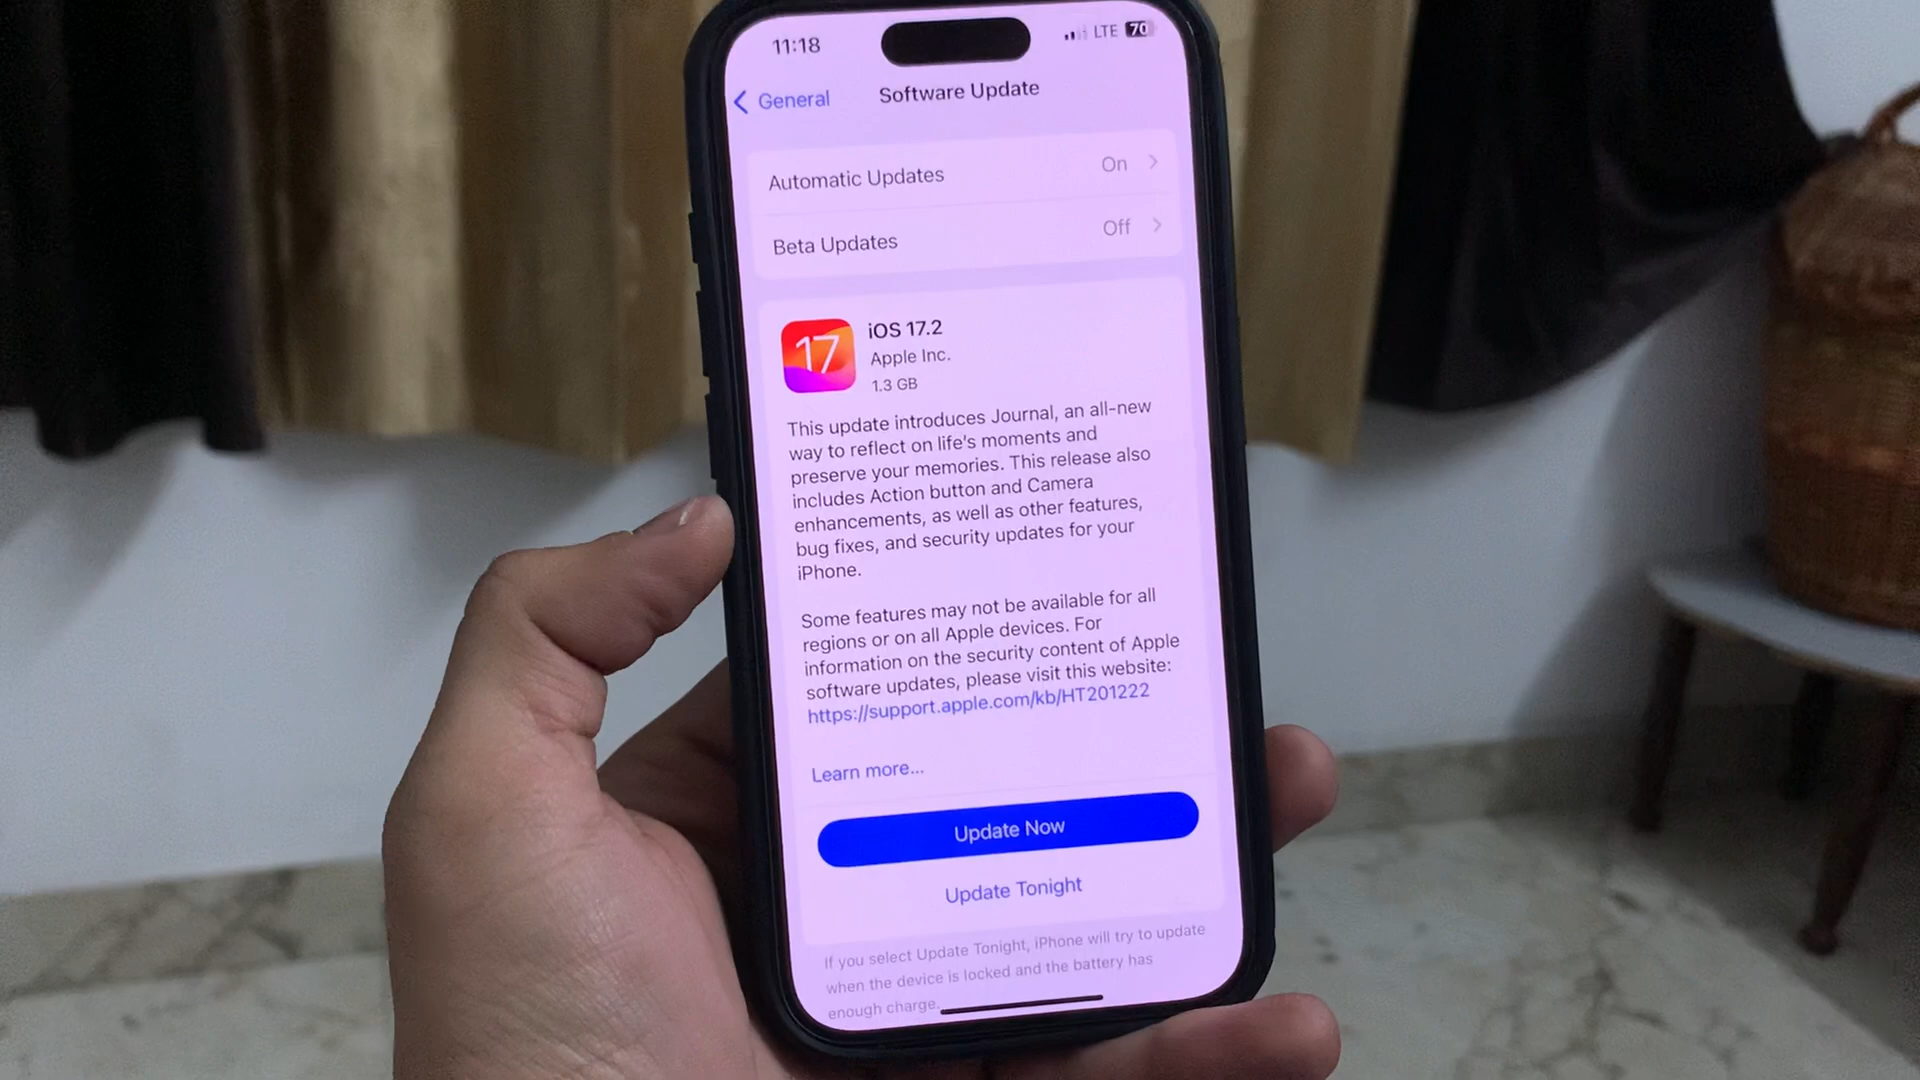 11:18
LTE 70
General
Software Update
Automatic Updates On
Beta Updates Off
17
iOS 17.2
Apple Inc.
1.3 GB
This update introduces Journal, an all-new
way to reflect on life's moments and
preserve your memories. This release also
includes Action button and Camera
enhancements, as well as other features,
bug fixes, and security updates for your
iPhone.
Some features may not be available for all
regions or on all Apple devices. For
information on the security content of Apple
software updates, please visit this website:
https://support.apple.com/kb/HT201222
Learn more...
Update Now
Update Tonight
If you select Update Tonight, iPhone will try to update
when the device is locked and the battery has
enough charge.